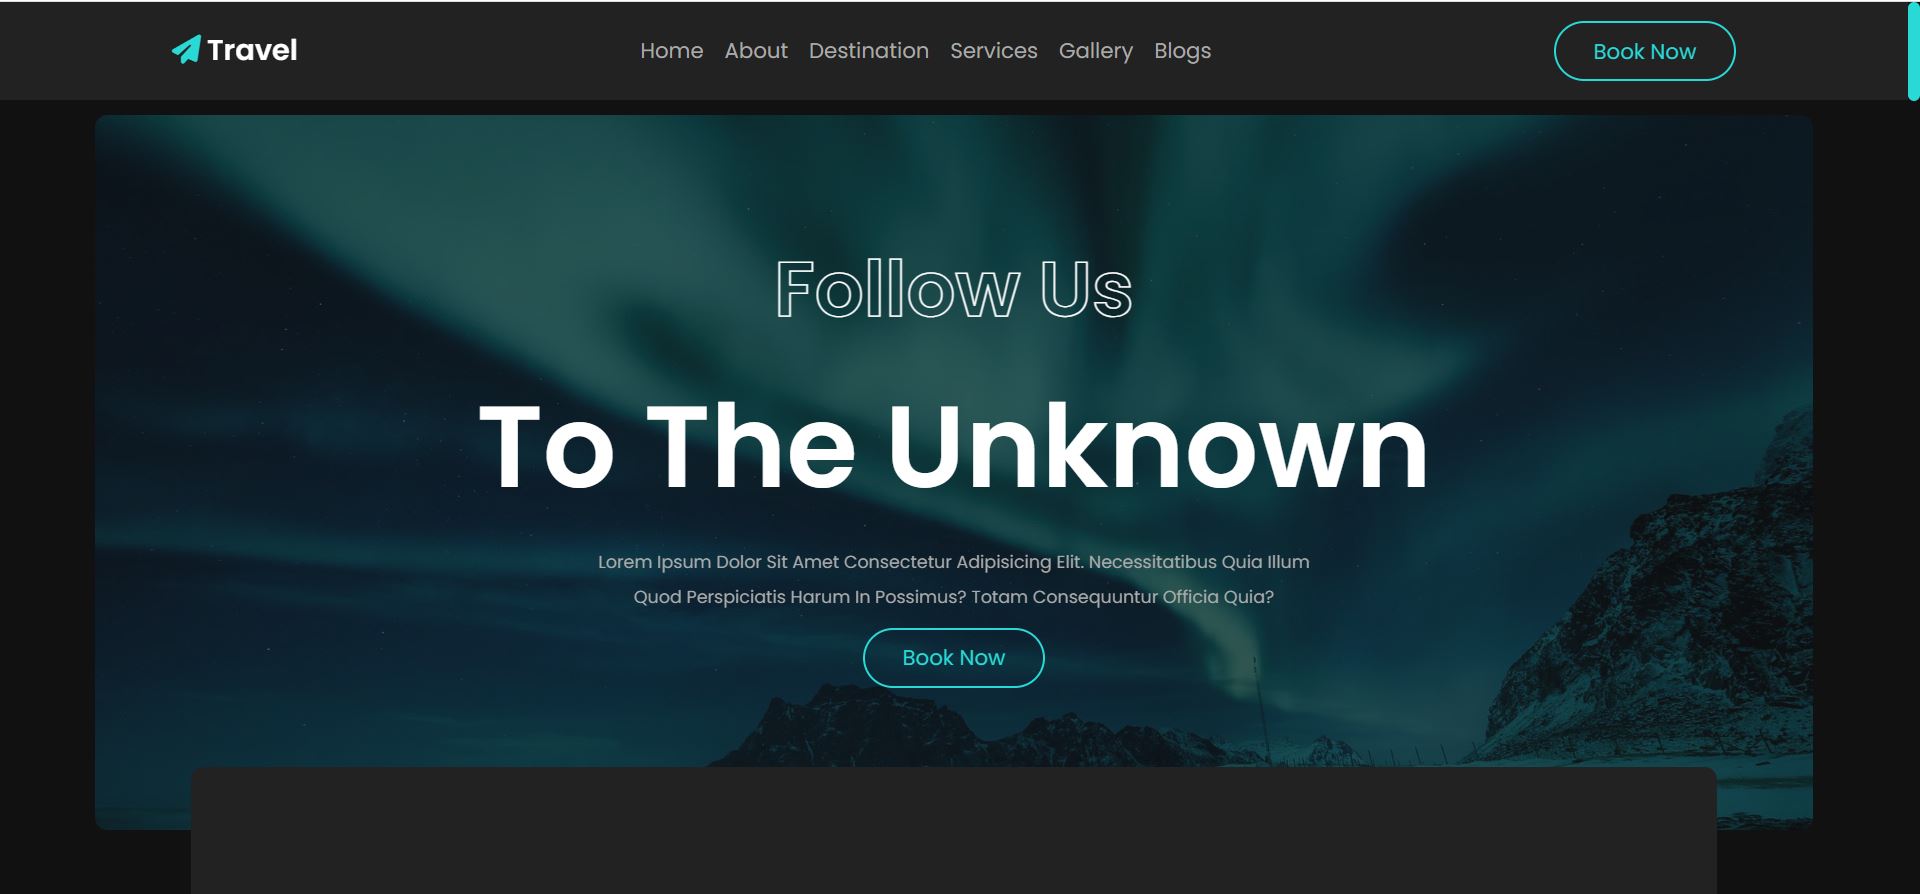 Travel
Home About Destination Services Gallery Blogs
Book Now
Follow Us
To The Unknown
Lorem Ipsum Dolor Sit Amet Consectetur Adipisicing Elit. Necessitatibus Quia Illum
Quod Perspiciatis Harum In Possimus? Totam Consequuntur Officia Quia?
Book Now